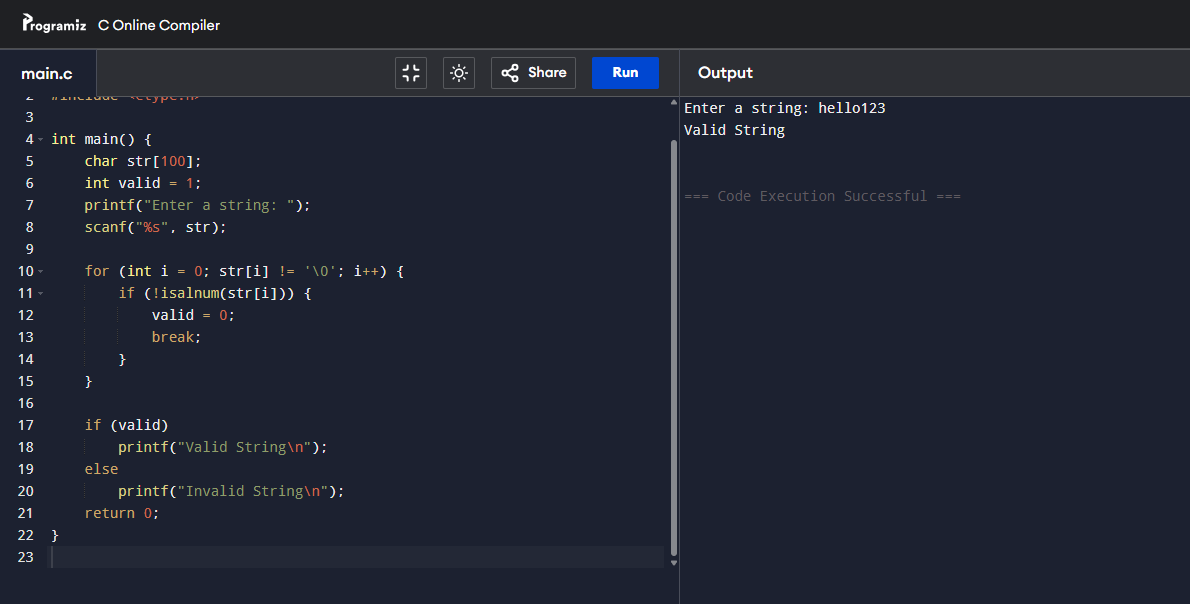 Programiz C Online Compiler
main.c
Share
Run
Output
2 #include <ctype.h>
3
4 int main() {
5 char str[100];
6 int valid = 1;
7 printf("Enter a string: ");
8 scanf("%s", str);
9
10 for (int i = 0; str[i] != '\0'; i++) {
11 if (!isalnum(str[i])) {
12 valid = 0;
13 break;
14 }
15 }
16
17 if (valid)
18 printf("Valid String\n");
19 else
20 printf("Invalid String\n");
21 return 0;
22 }
23
Enter a string: hello123
Valid String
=== Code Execution Successful ===